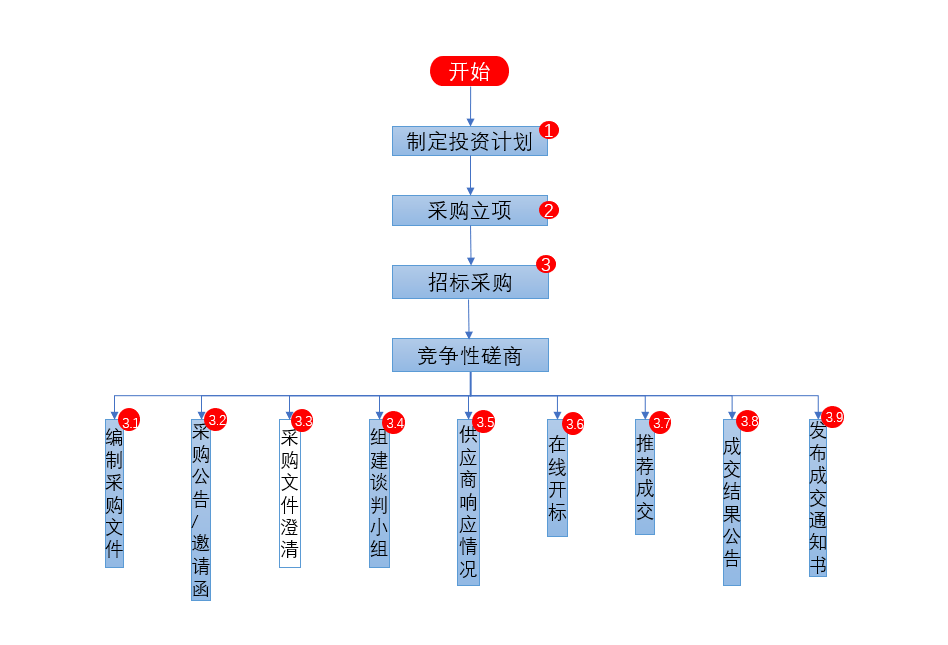 开始
1
制定投资计划
2
采购立项
3
招标采购
竞争性磋商
3.1
编制采购文件
3.2
采购公告/邀请函
3.3
采购文件澄清
3.4
组建谈判小组
3.5
供应商响应情况
3.6
在线开标
3.7
推荐成交
3.8
成交结果公告
3.9
发布成交通知书